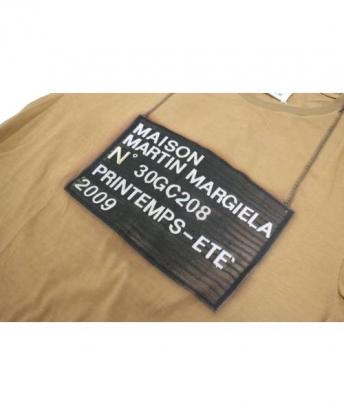 MAISON
MARTIN MARGIELA
N° 30GC208
PRINTEMPS-ETE
2009